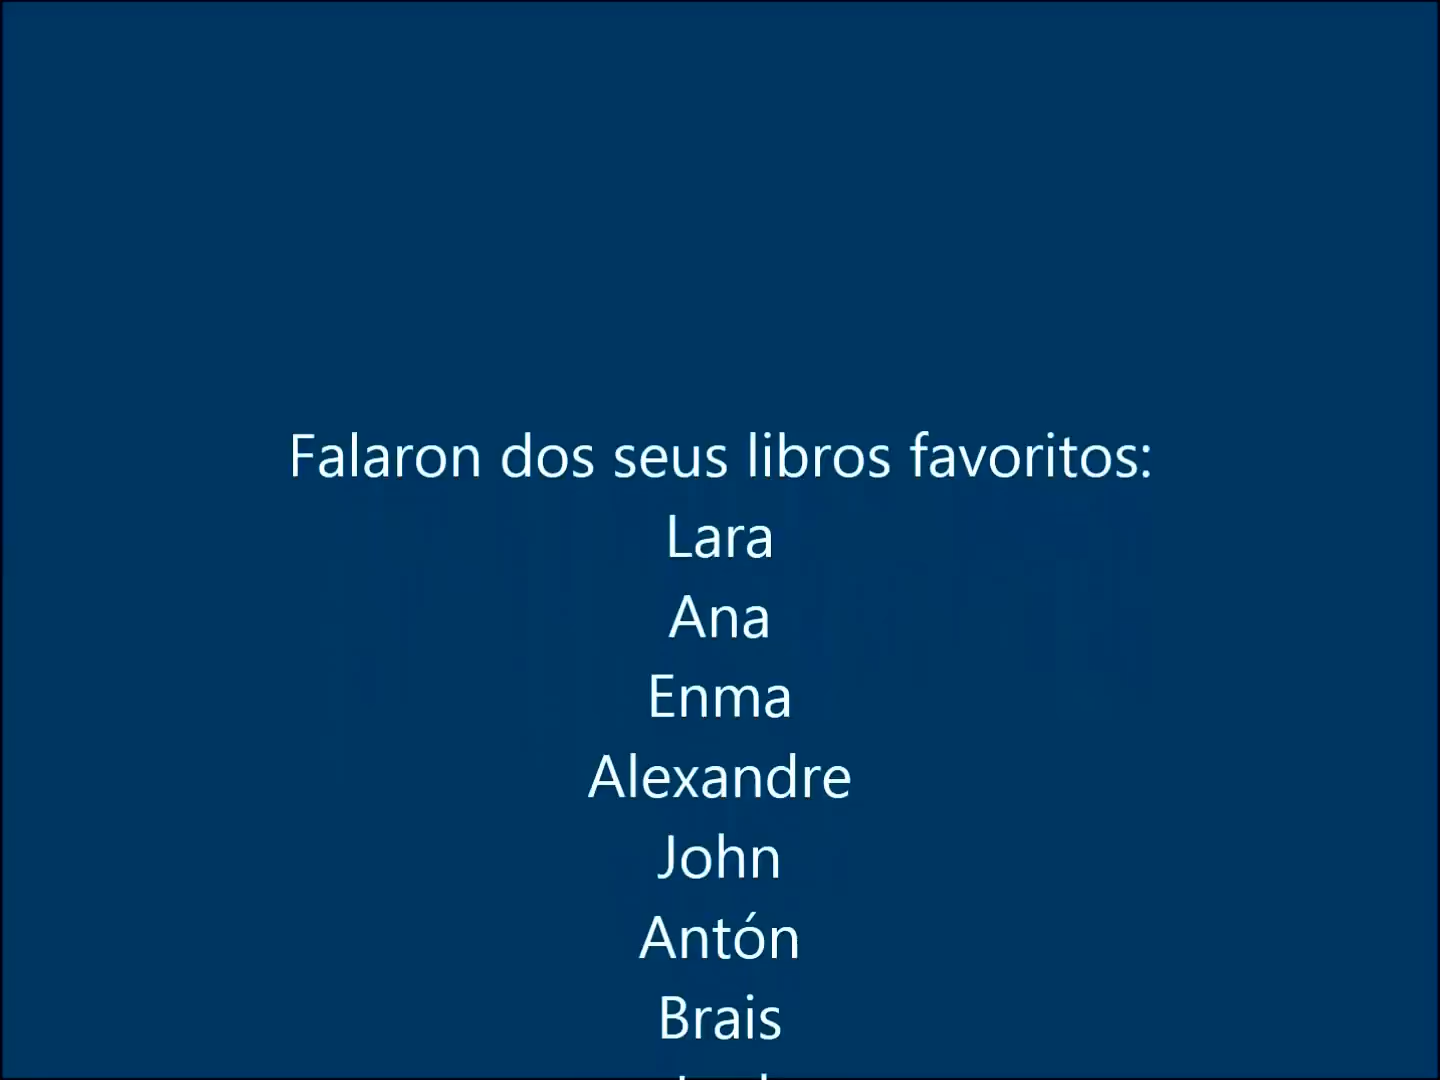 Falaron dos seus libros favoritos:
Lara
Ana
Enma
Alexandre
John
Antón
Brais